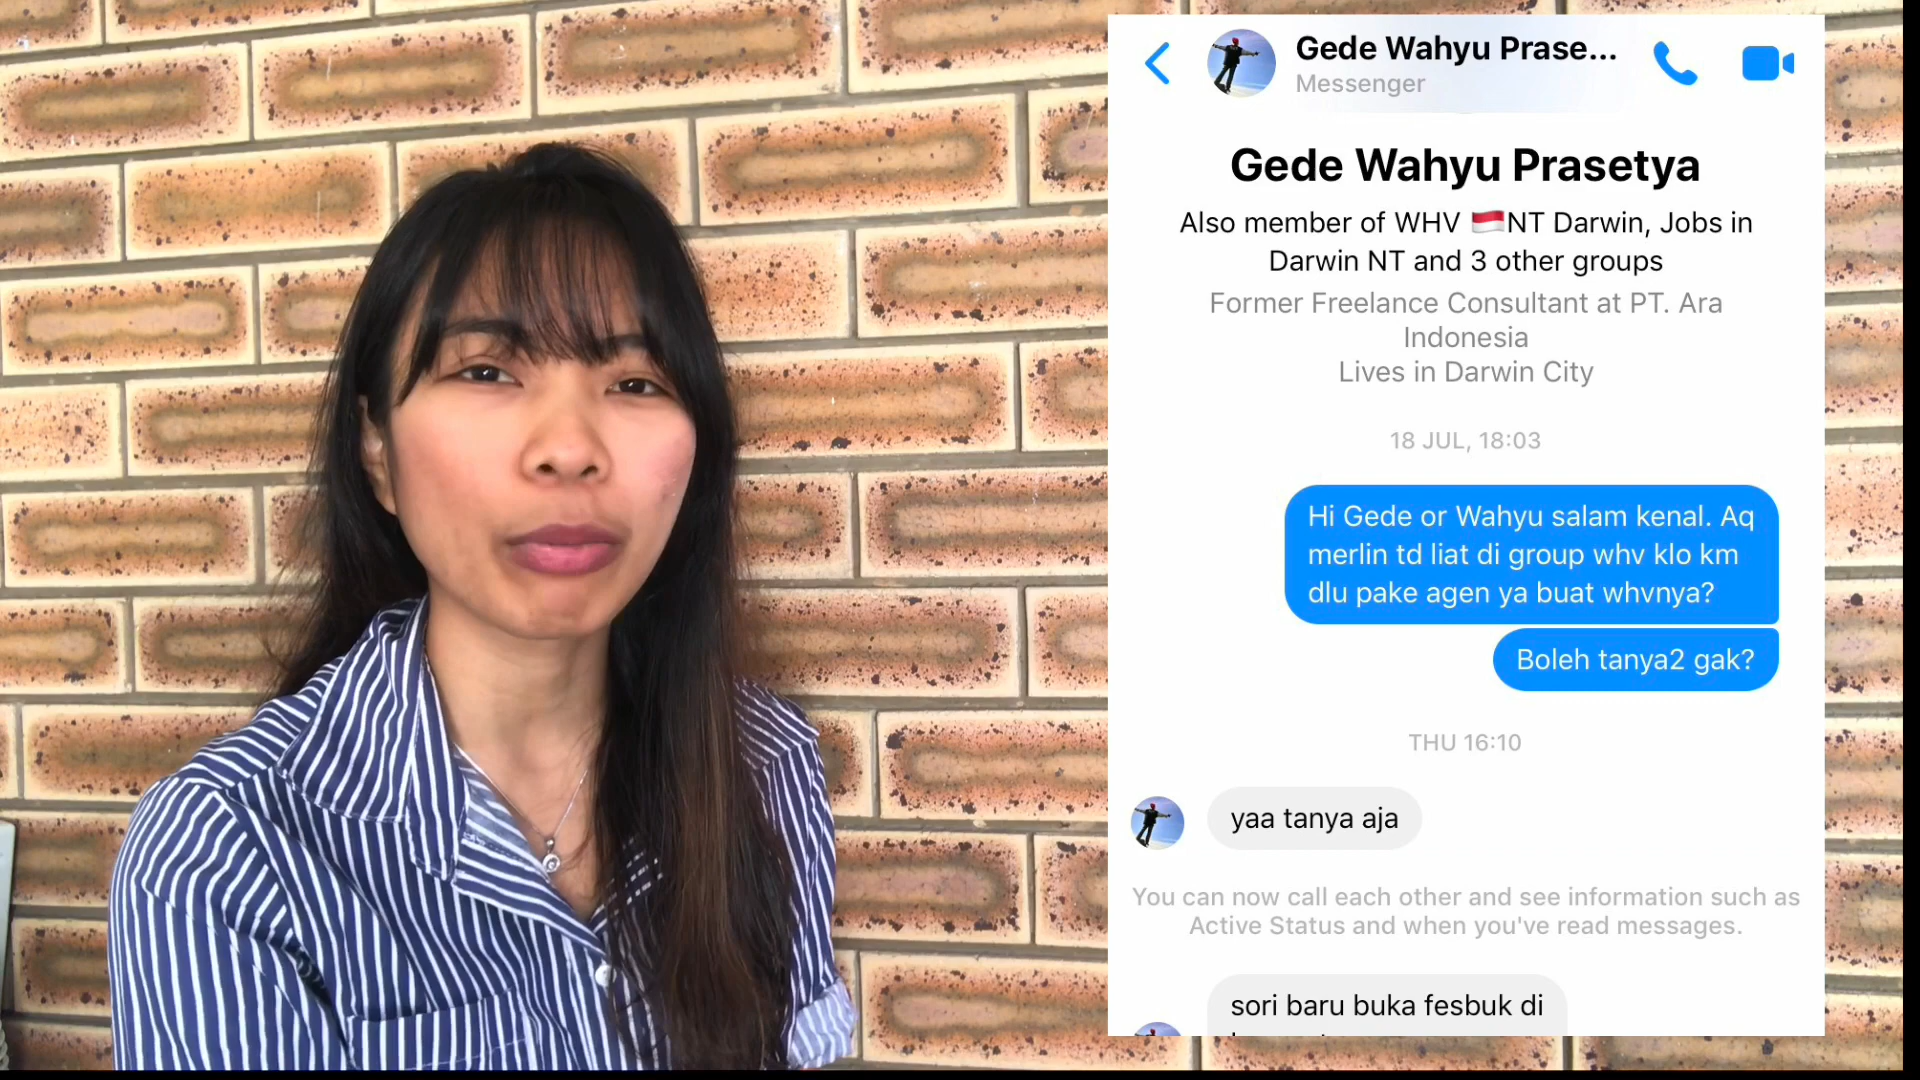 Gede Wahyu Prase...
Messenger
Gede Wahyu Prasetya
Also member of WHV 🇮🇩NT Darwin, Jobs in
Darwin NT and 3 other groups
Former Freelance Consultant at PT. Ara
Indonesia
Lives in Darwin City
18 JUL, 18:03
Hi Gede or Wahyu salam kenal. Aq
merlin td liat di group whv klo km
dlu pake agen ya buat whvnya?
Boleh tanya2 gak?
THU 16:10
yaa tanya aja
You can now call each other and see information such as
Active Status and when you've read messages.
sori baru buka fesbuk di